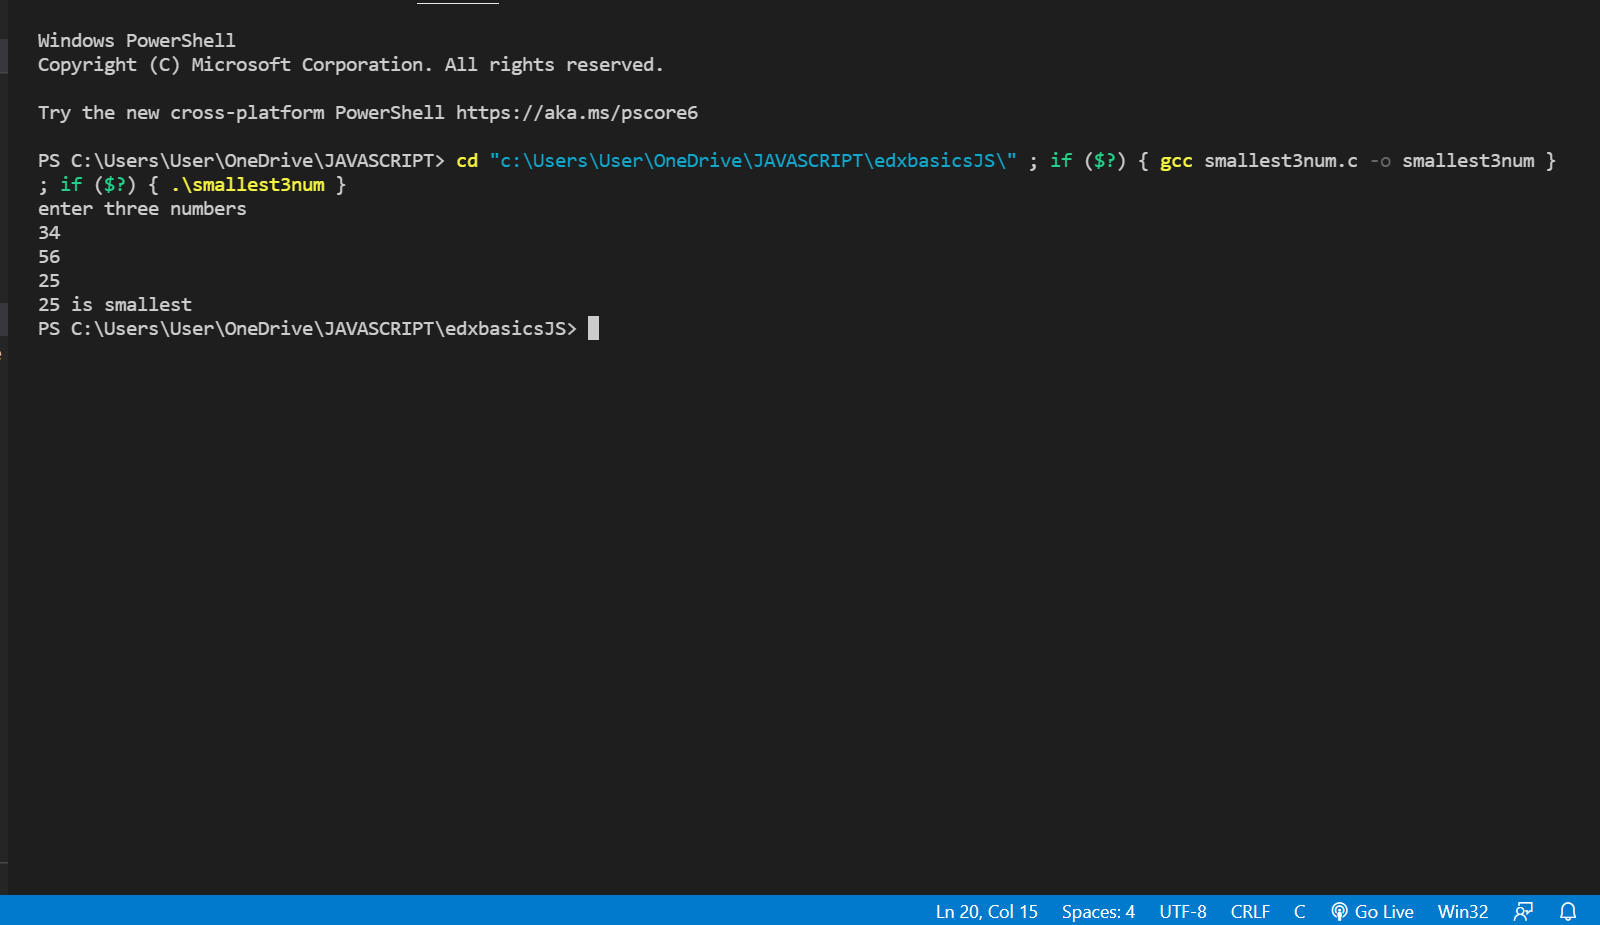 Windows PowerShell
Copyright (C) Microsoft Corporation. All rights reserved.
Try the new cross-platform PowerShell https://aka.ms/pscore6
PS C:\Users\User\OneDrive\JAVASCRIPT> cd "c:\Users\User\OneDrive\JAVASCRIPT\edxbasicsJS\" ; if ($?) { gcc smallest3num.c -o smallest3num }
; if ($?) { .\smallest3num }
enter three numbers
34
56
25
25 is smallest
PS C:\Users\User\OneDrive\JAVASCRIPT\edxbasicsJS>
Ln 20, Col 15 Spaces: 4 UTF-8 CRLF C Go Live Win32